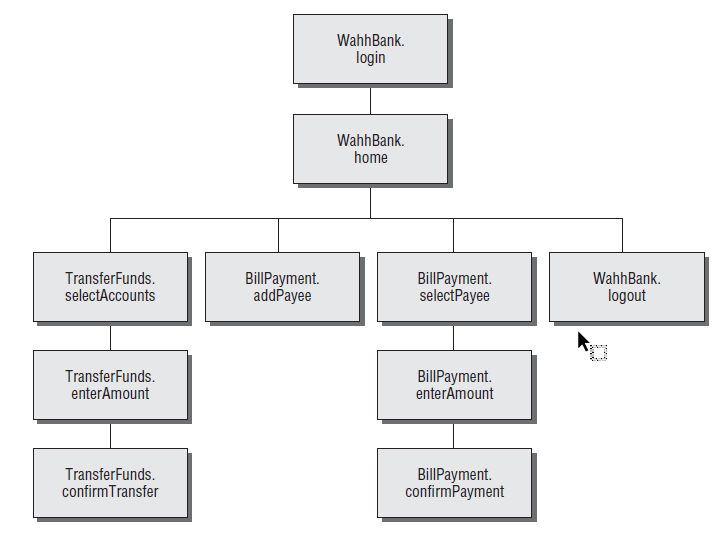 WahhBank.
login
WahhBank.
home
TransferFunds.
selectAccounts
BillPayment.
addPayee
BillPayment.
selectPayee
WahhBank.
logout
TransferFunds.
enterAmount
BillPayment.
enterAmount
TransferFunds.
confirmTransfer
BillPayment.
confirmPayment